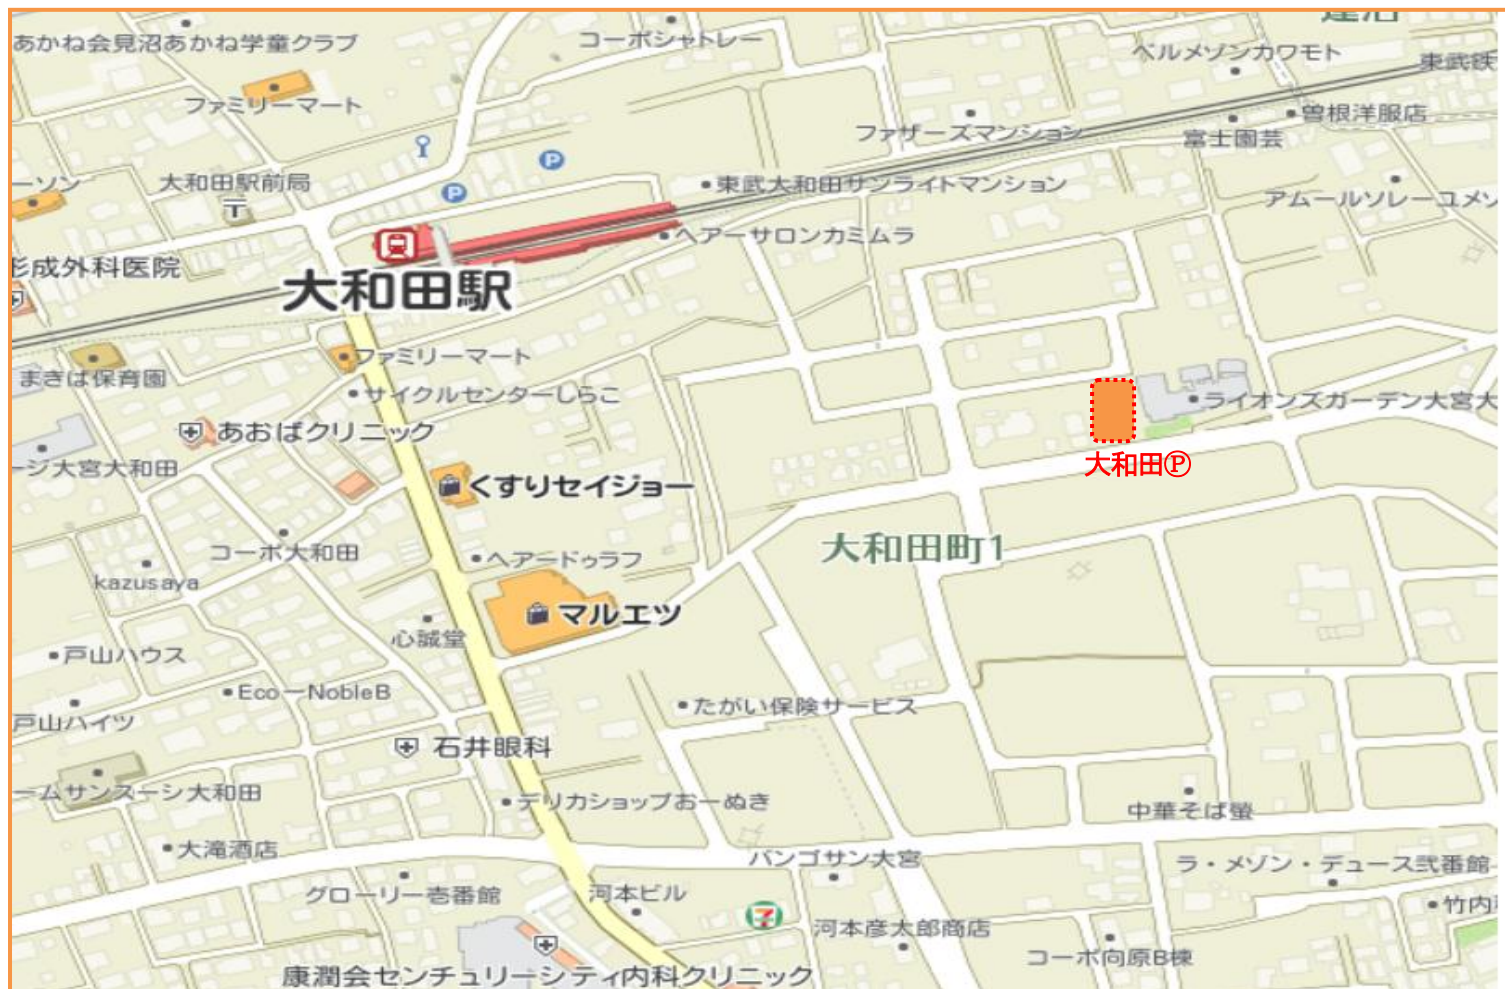 蓮沼
あかね会見沼あかね学童クラブ
コーポシャトレー
ベルメゾンカワモト
東武鉄
ファミリーマート
曽根洋服店
ファザーズマンション
富士園芸
P
ーソン
大和田駅前局
P
東武大和田サンライトマンション
アムールソレーユメゾ
ヘアーサロンカミムラ
形成外科医院
大和田駅
ファミリーマート
まきば保育園
サイクルセンターしらこ
ライオンズガーデン大宮大
あおばクリニック
大和田Ⓟ
ージ大宮大和田
くすりセイジョー
コーポ大和田
ヘアードゥラフ
大和田町1
kazusaya
マルエツ
心誠堂
戸山ハウス
Eco－NobleB
たがい保険サービス
戸山ハイツ
石井眼科
ームサンスーシ大和田
デリカショップおーぬき
中華そば螢
大滝酒店
バンゴサン大宮
ラ・メゾン・デュース弐番館
グローリー壱番館
河本ビル
竹内
7
河本彦太郎商店
コーポ向原B棟
康潤会センチュリーシティ内科クリニック